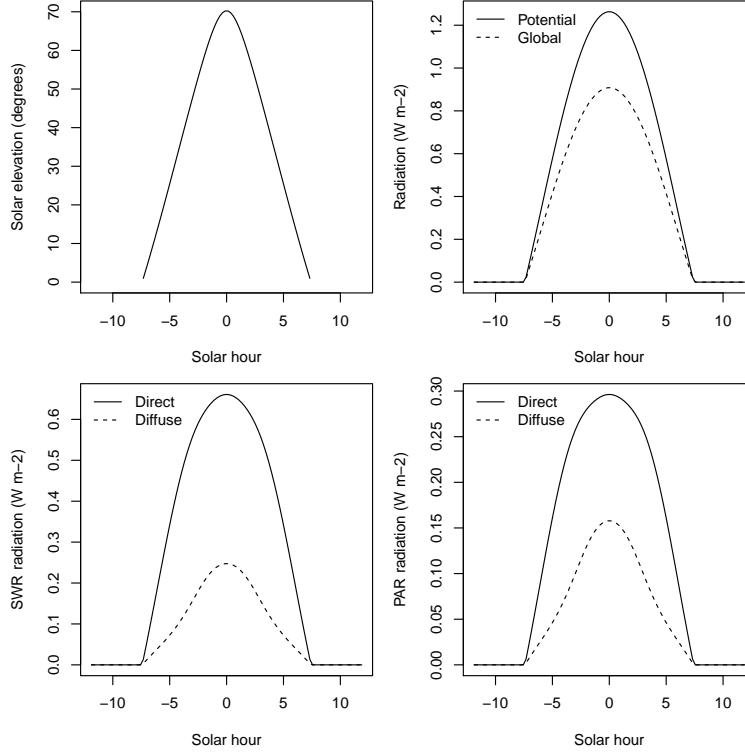 Solar elevation (degrees)
70
60
50
40
30
20
10
0
−10 −5 0 5 10
Solar hour
Radiation (W m−2)
1.2
1.0
0.8
0.6
0.4
0.2
0.0
Potential
Global
−10 −5 0 5 10
Solar hour
SWR radiation (W m−2)
0.6
0.5
0.4
0.3
0.2
0.1
0.0
Direct
Diffuse
−10 −5 0 5 10
Solar hour
PAR radiation (W m−2)
0.30
0.25
0.20
0.15
0.10
0.05
0.00
Direct
Diffuse
−10 −5 0 5 10
Solar hour